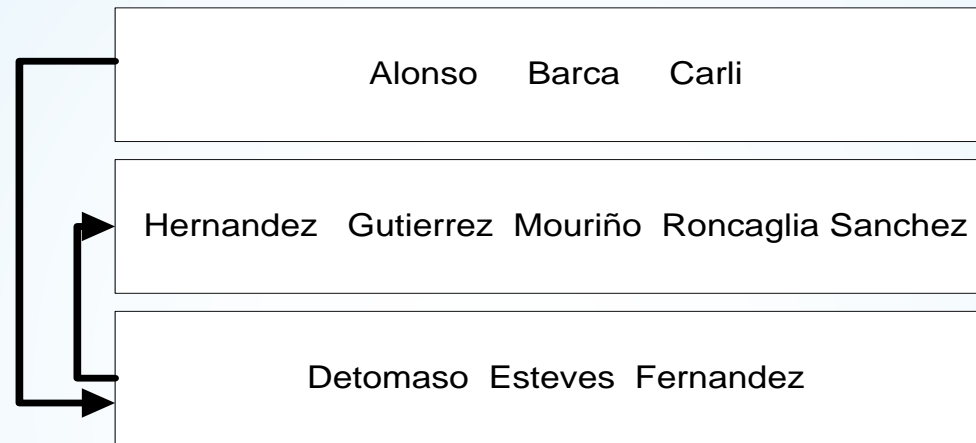 Alonso Barca Carli
Hernandez Gutierrez Mouriño Roncaglia Sanchez
Detomaso Esteves Fernandez